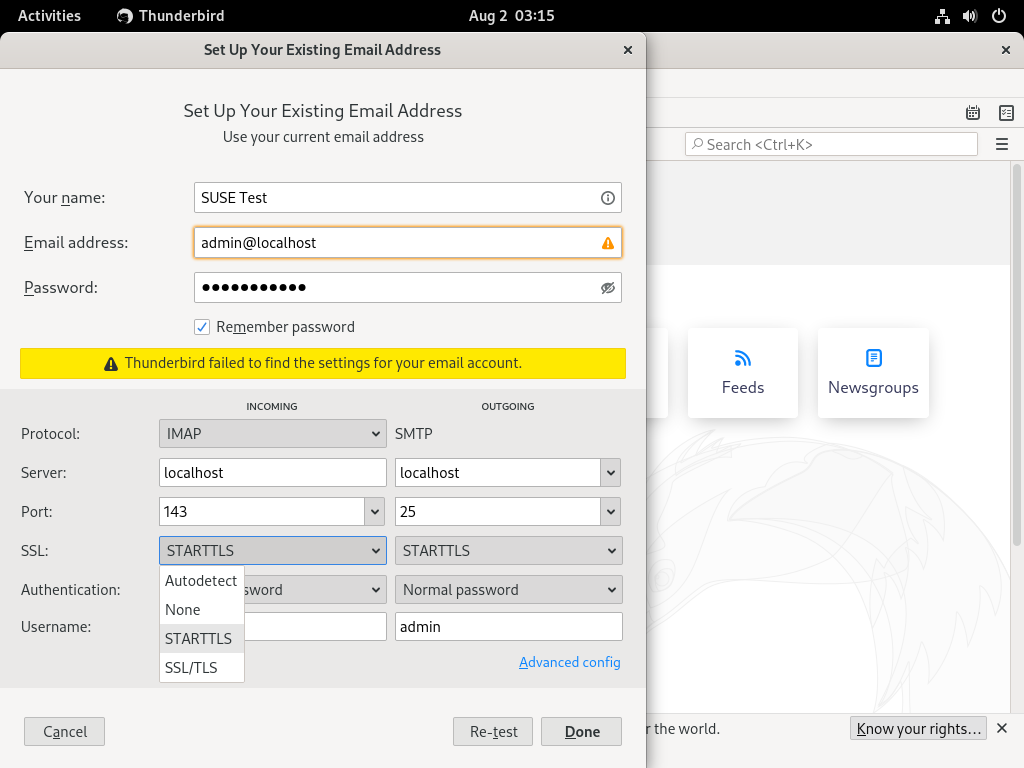 Activities Thunderbird Aug 2 03:15
Set Up Your Existing Email Address
Set Up Your Existing Email Address
Use your current email address
Search <Ctrl+K>
Your name: SUSE Test
Email address: admin@localhost
Password: ●●●●●●●●●●●
Remember password
Thunderbird failed to find the settings for your email account.
Feeds
Newsgroups
INCOMING OUTGOING
Protocol: IMAP SMTP
Server: localhost localhost
Port: 143 25
SSL: STARTTLS STARTTLS
Autodetect
Authentication: Normal password
None
Username: admin
STARTTLS
SSL/TLS
Advanced config
Cancel Re-test Done
the world. Know your rights...